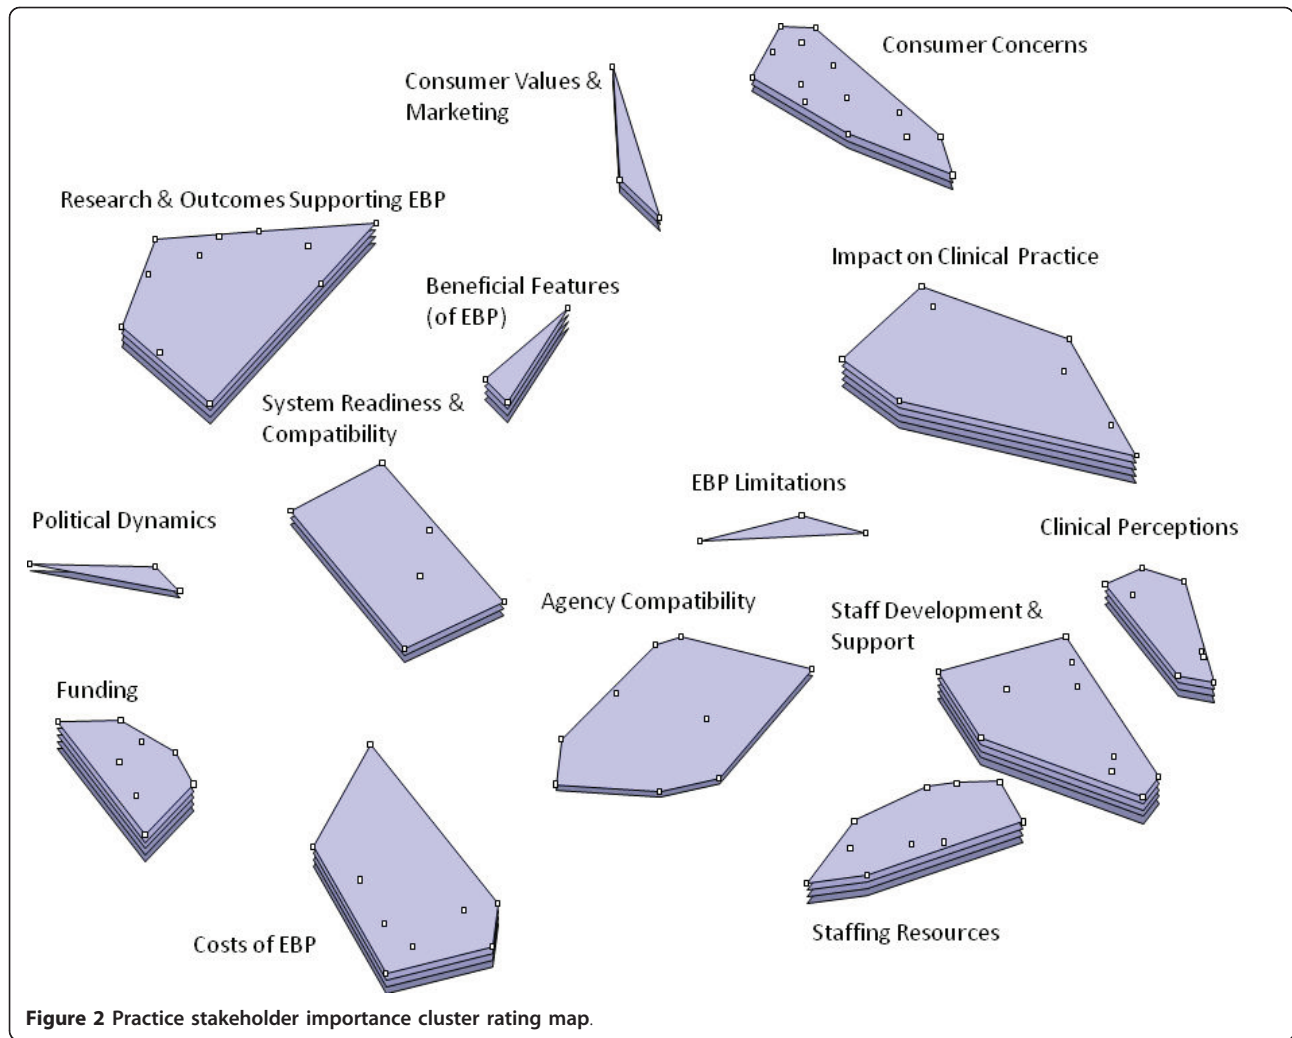 Consumer Concerns
Consumer Values &
Marketing
Research & Outcomes Supporting EBP
Impact on Clinical Practice
Beneficial Features
(of EBP)
System Readiness &
Compatibility
EBP Limitations
Political Dynamics
Clinical Perceptions
Agency Compatibility
Staff Development &
Support
Funding
Costs of EBP
Staffing Resources
Figure 2 Practice stakeholder importance cluster rating map.